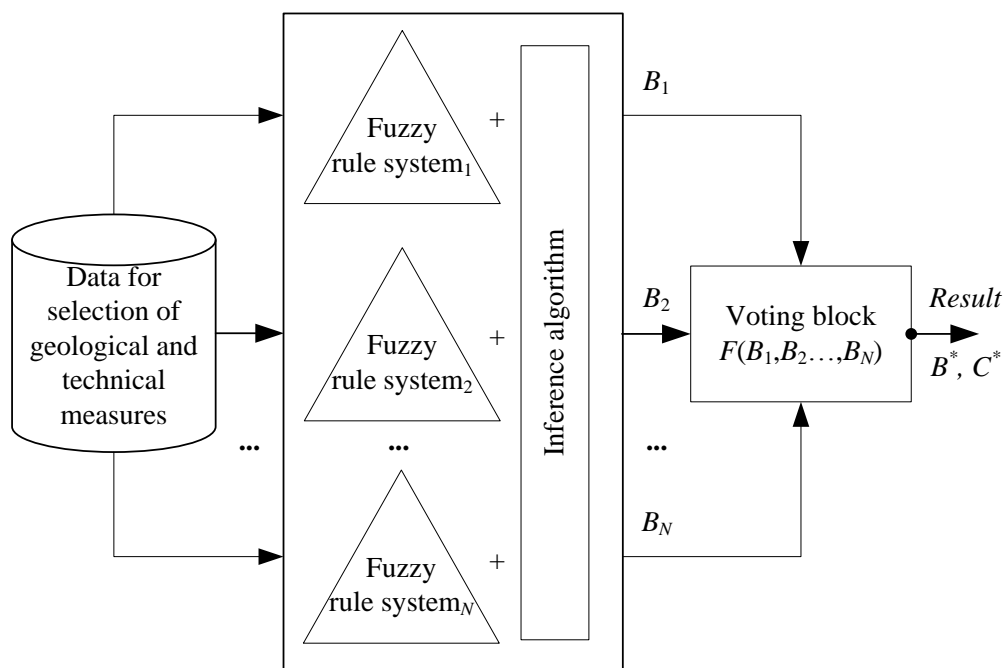 Data for
selection of
geological and
technical
measures
...
Fuzzy
rule system₁
+
Fuzzy
rule system₂
+
...
Fuzzy
rule systemₙ
+
Inference algorithm
B₁
B₂
...
Bₙ
Voting block
F(B₁,B₂…,Bₙ)
Result
B*, C*